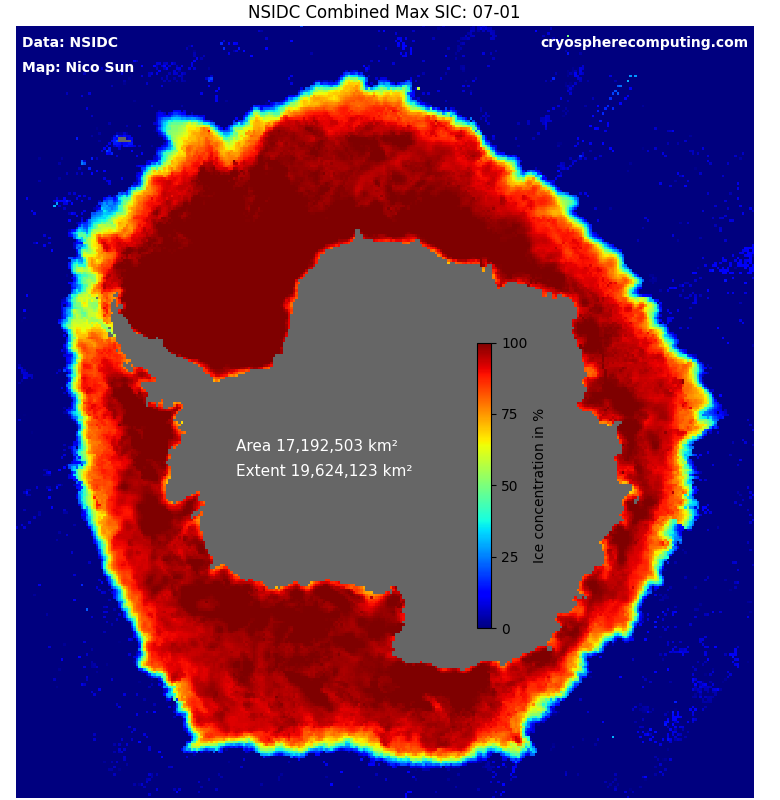 NSIDC Combined Max SIC: 07-01
Data: NSIDC
cryospherecomputing.com
Map: Nico Sun
100
75
50
25
0
Ice concentration in %
Area 17,192,503 km²
Extent 19,624,123 km²